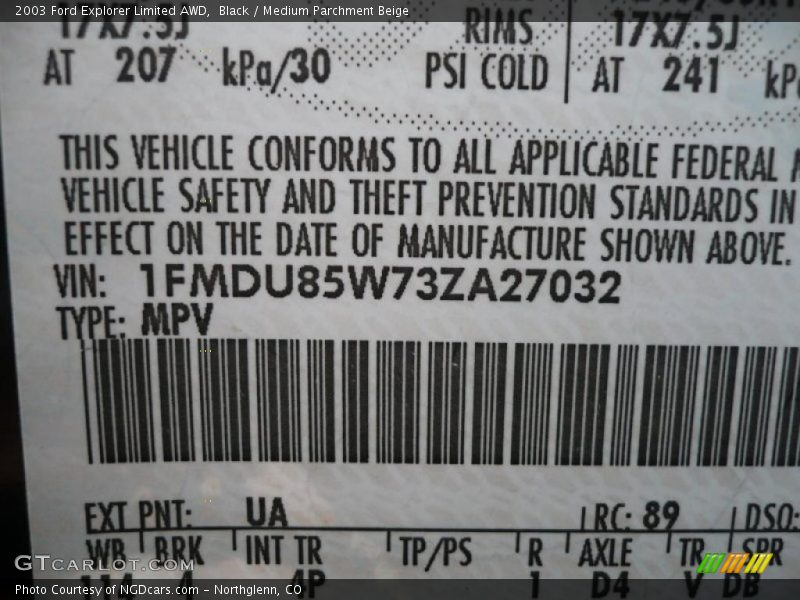 2003 Ford Explorer Limited AWD, Black / Medium Parchment Beige
17X7.5J RIMS 17X7.5J
AT 207 kPa/30 PSI COLD AT 241
THIS VEHICLE CONFORMS TO ALL APPLICABLE FEDERAL
VEHICLE SAFETY AND THEFT PREVENTION STANDARDS IN
EFFECT ON THE DATE OF MANUFACTURE SHOWN ABOVE.
VIN: 1FMDU85W73ZA27032
TYPE: MPV
EXT PNT: UA RC: 89 DSO:
WB BRK INT TR TP/PS R AXLE TR SPR
114 4 4P 1 D4 V DB
GTCARLOT.COM
Photo Courtesy of NGDcars.com – Northglenn, CO